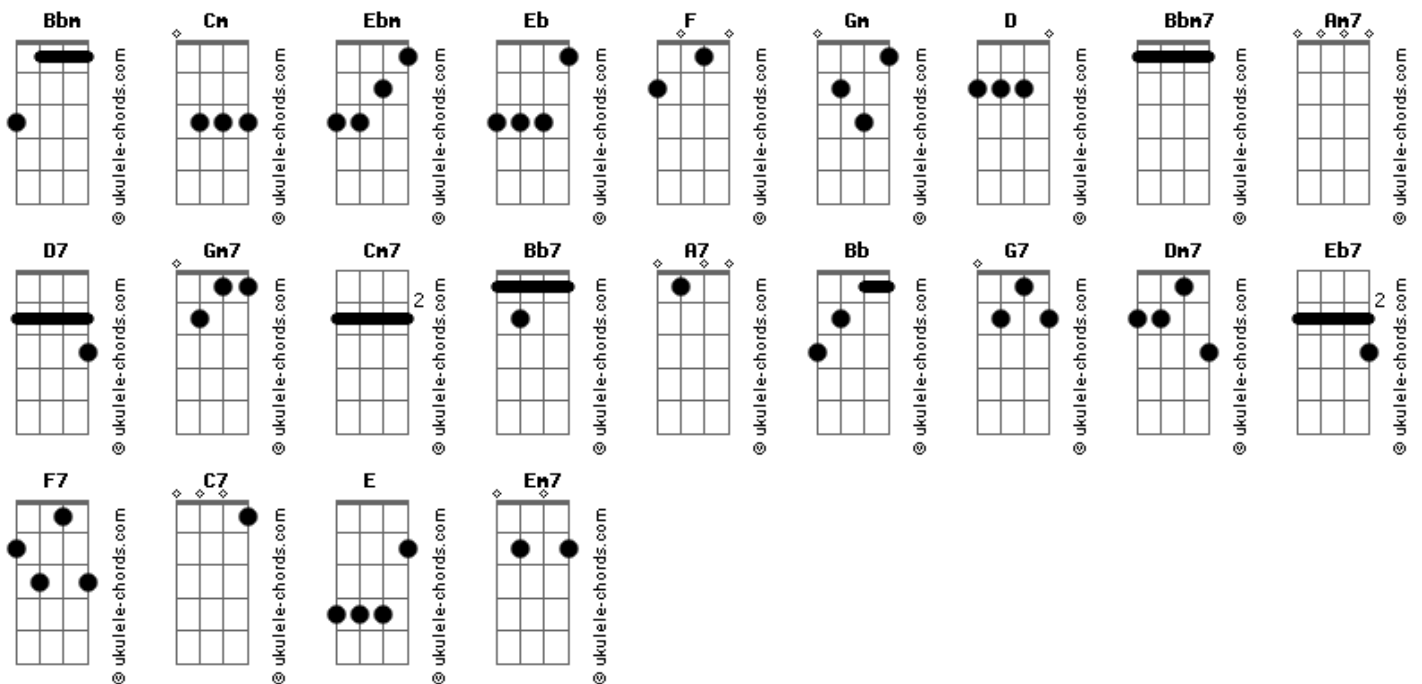 Bbm Cm Ebm Eb F Gm D Bbm7 Am7
© ukulele-chords.com © ukulele-chords.com © ukulele-chords.com © ukulele-chords.com © ukulele-chords.com © ukulele-chords.com © ukulele-chords.com © ukulele-chords.com © ukulele-chords.com
D7 Gm7 Cm7 Bb7 A7 Bb G7 Dm7 Eb7
2 2
© ukulele-chords.com © ukulele-chords.com © ukulele-chords.com © ukulele-chords.com © ukulele-chords.com © ukulele-chords.com © ukulele-chords.com © ukulele-chords.com © ukulele-chords.com
F7 C7 E Em7
© ukulele-chords.com © ukulele-chords.com © ukulele-chords.com © ukulele-chords.com